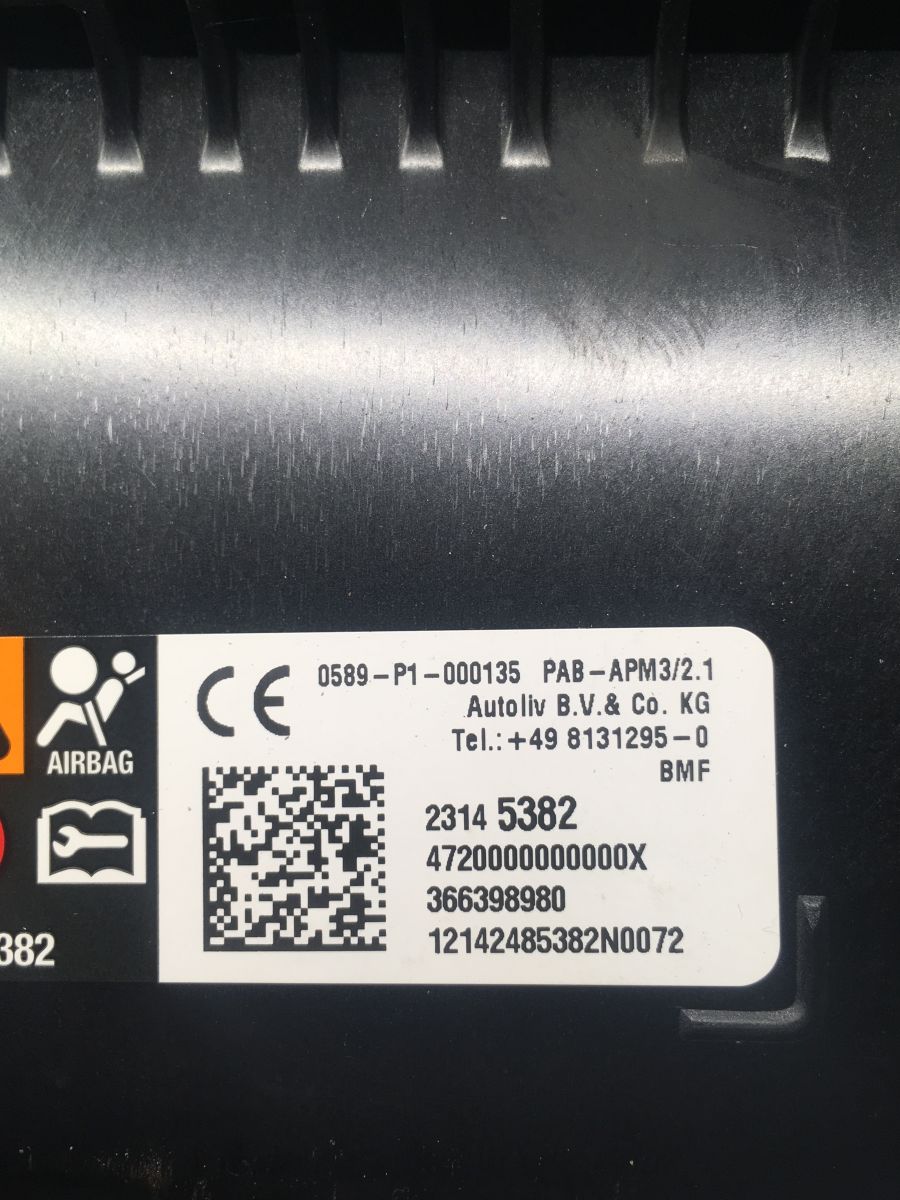 CE 0589-P1-000135 PAB-APM3/2.1
Autoliv B.V.& Co. KG
Tel.: +49 8131295-0
BMF
AIRBAG
2314 5382
4720000000000X
366398980
12142485382N0072
382